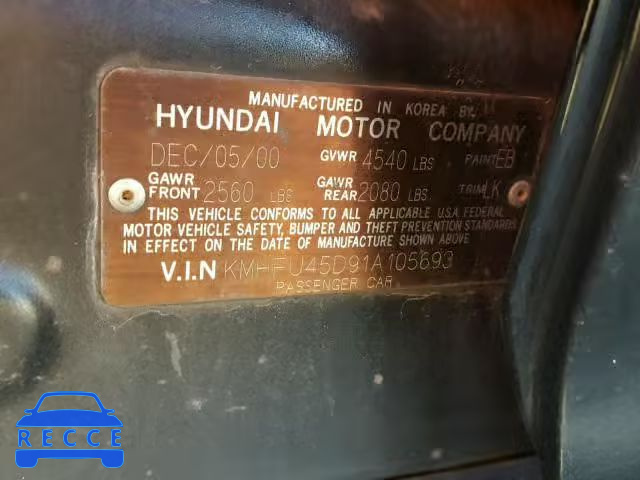 MANUFACTURED IN KOREA BY
HYUNDAI MOTOR COMPANY
DEC/05/00 GVWR 4540 LBS PAINT EB
GAWR FRONT 2560 LBS GAWR REAR 2080 LBS TRIM LK
THIS VEHICLE CONFORMS TO ALL APPLICABLE U.S.A. FEDERAL
MOTOR VEHICLE SAFETY, BUMPER AND THEFT PREVENTION STANDARDS
IN EFFECT ON THE DATE OF MANUFACTURE SHOWN ABOVE
V.I.N KMHFU45D91A105693
PASSENGER CAR
RECCE